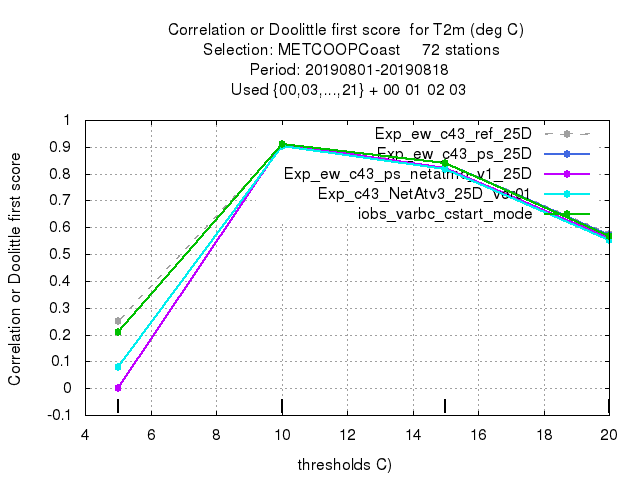 Correlation or Doolittle first score  for T2m (deg C)
Selection: METCOOPCoast     72 stations
Period: 20190801-20190818
Used {00,03,...,21} + 00 01 02 03
Correlation or Doolittle first score
1
0.9
0.8
0.7
0.6
0.5
0.4
0.3
0.2
0.1
0
-0.1
Exp_ew_c43_ref_25D
Exp_ew_c43_ps_25D
Exp_ew_c43_ps_netatmo_v1_25D
Exp_c43_NetAtv3_25D_ver01
iobs_varbc_cstart_mode
4 6 8 10 12 14 16 18 20
thresholds C)